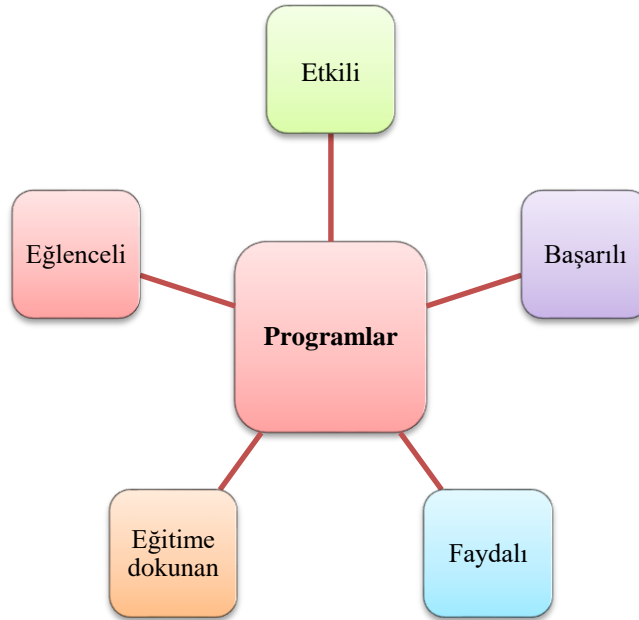 Etkili
Eğlenceli
Başarılı
Programlar
Eğitime
dokunan
Faydalı